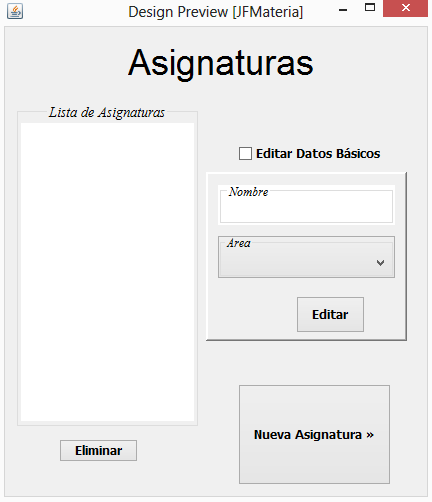 Design Preview [JFMateria]
Asignaturas
Lista de Asignaturas
Editar Datos Básicos
Nombre
Area
Editar
Eliminar
Nueva Asignatura »